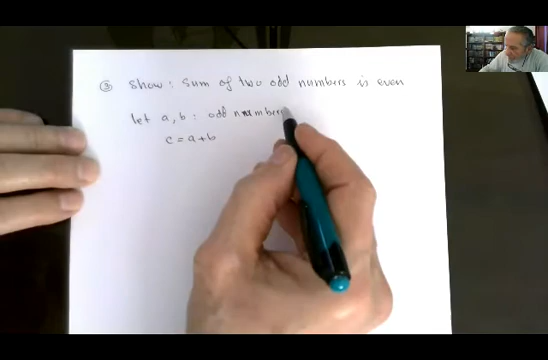 ③ Show: Sum of two odd numbers is even
let a, b: odd numbers
c = a + b